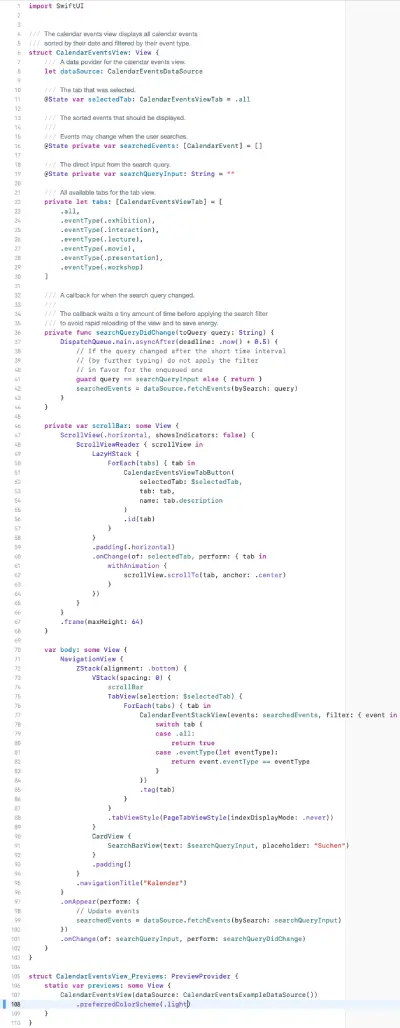 1 import SwiftUI
2
3
4 /// The calendar events view displays all calendar events
5 /// sorted by their date and filtered by their event type.
6 struct CalendarEventsView: View {
7 /// A data provider for the calendar events view.
8 let dataSource: CalendarEventsDataSource
9
10 /// The tab that was selected.
11 @State var selectedTab: CalendarEventsViewTab = .all
12
13 /// The sorted events that should be displayed.
14 ///
15 /// Events may change when the user searches.
16 @State private var searchedEvents: [CalendarEvent] = []
17
18 /// The direct input from the search query.
19 @State private var searchQueryInput: String = ""
20
21 /// All available tabs for the tab view.
22 private let tabs: [CalendarEventsViewTab] = [
23 .all,
24 .eventType(.exhibition),
25 .eventType(.interaction),
26 .eventType(.lecture),
27 .eventType(.movie),
28 .eventType(.presentation),
29 .eventType(.workshop)
30 ]
31
32 /// A callback for when the search query changed.
33 ///
34 /// The callback waits a tiny amount of time before applying the search filter
35 /// to avoid rapid reloading of the view and to save energy.
36 private func searchQueryDidChange(toQuery query: String) {
37 DispatchQueue.main.asyncAfter(deadline: .now() + 0.5) {
38 // If the query changed after the short time interval
39 // (by further typing) do not apply the filter
40 // in favor for the enqueued one
41 guard query == searchQueryInput else { return }
42 searchedEvents = dataSource.fetchEvents(bySearch: query)
43 }
44 }
45
46 private var scrollBar: some View {
47 ScrollView(.horizontal, showsIndicators: false) {
48 ScrollViewReader { scrollView in
49 LazyHStack {
50 ForEach(tabs) { tab in
51 CalendarEventsViewTabButton(
52 selectedTab: $selectedTab,
53 tab: tab,
54 name: tab.description
55 )
56 .id(tab)
57 }
58 }
59 .padding(.horizontal)
60 .onChange(of: selectedTab, perform: { tab in
61 withAnimation {
62 scrollView.scrollTo(tab, anchor: .center)
63 }
64 })
65 }
66 }
67 .frame(maxHeight: 64)
68 }
69
70 var body: some View {
71 NavigationView {
72 ZStack(alignment: .bottom) {
73 VStack(spacing: 0) {
74 scrollBar
75 TabView(selection: $selectedTab) {
76 ForEach(tabs) { tab in
77 CalendarEventStackView(events: searchedEvents, filter: { event in
78 switch tab {
79 case .all:
80 return true
81 case .eventType(let eventType):
82 return event.eventType == eventType
83 }
84 })
85 .tag(tab)
86 }
87 }
88 .tabViewStyle(PageTabViewStyle(indexDisplayMode: .never))
89 }
90 CardView {
91 SearchBarView(text: $searchQueryInput, placeholder: "Suchen")
92 }
93 .padding()
94 }
95 .navigationTitle("Kalender")
96 }
97 .onAppear(perform: {
98 // Update events
99 searchedEvents = dataSource.fetchEvents(bySearch: searchQueryInput)
100 })
101 .onChange(of: searchQueryInput, perform: searchQueryDidChange)
102 }
103 }
104
105 struct CalendarEventsView_Previews: PreviewProvider {
106 static var previews: some View {
107 CalendarEventsView(dataSource: CalendarEventsExampleDataSource())
108 .preferredColorScheme(.light)
109 }
110 }